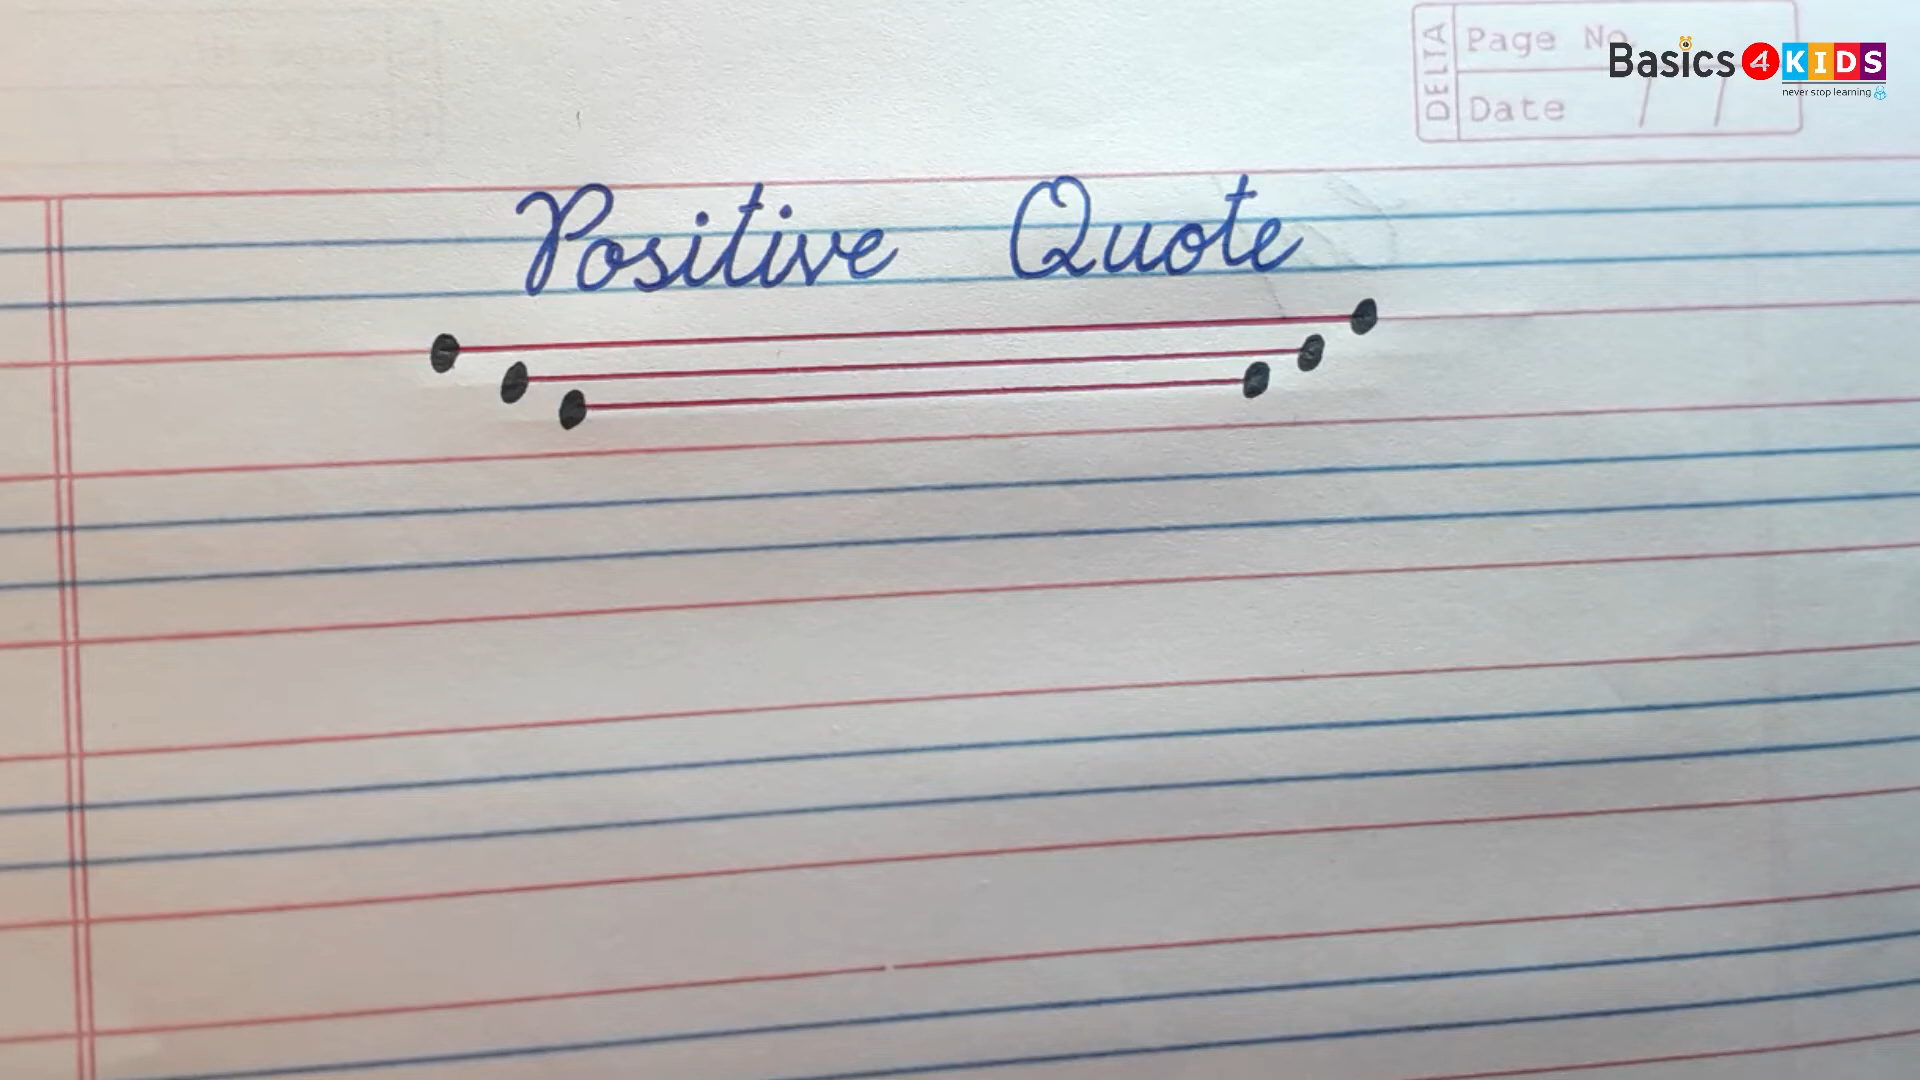 DELTA
Page No
Basics 4 KIDS
never stop learning
Date / /
Positive Quote